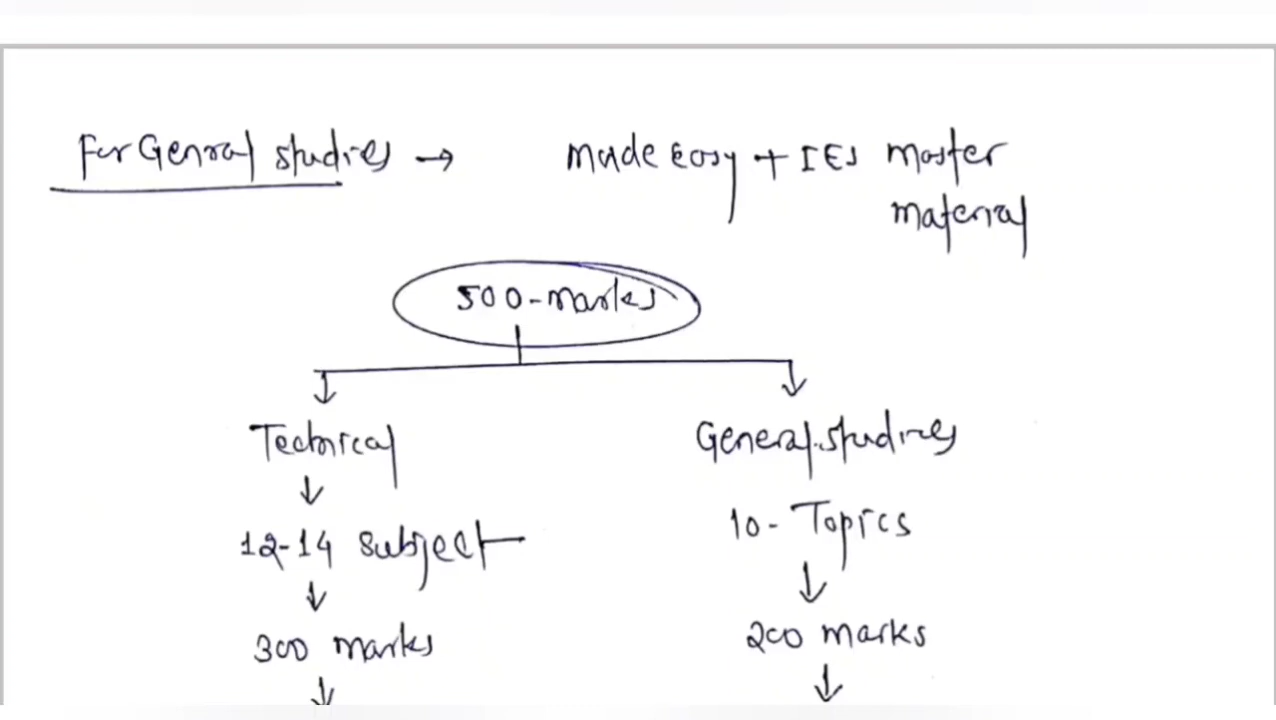 For Genral studies → made easy + IES master
material
500-marks
Technical General studies
12-14 subject 10- Topics
300 marks 200 marks